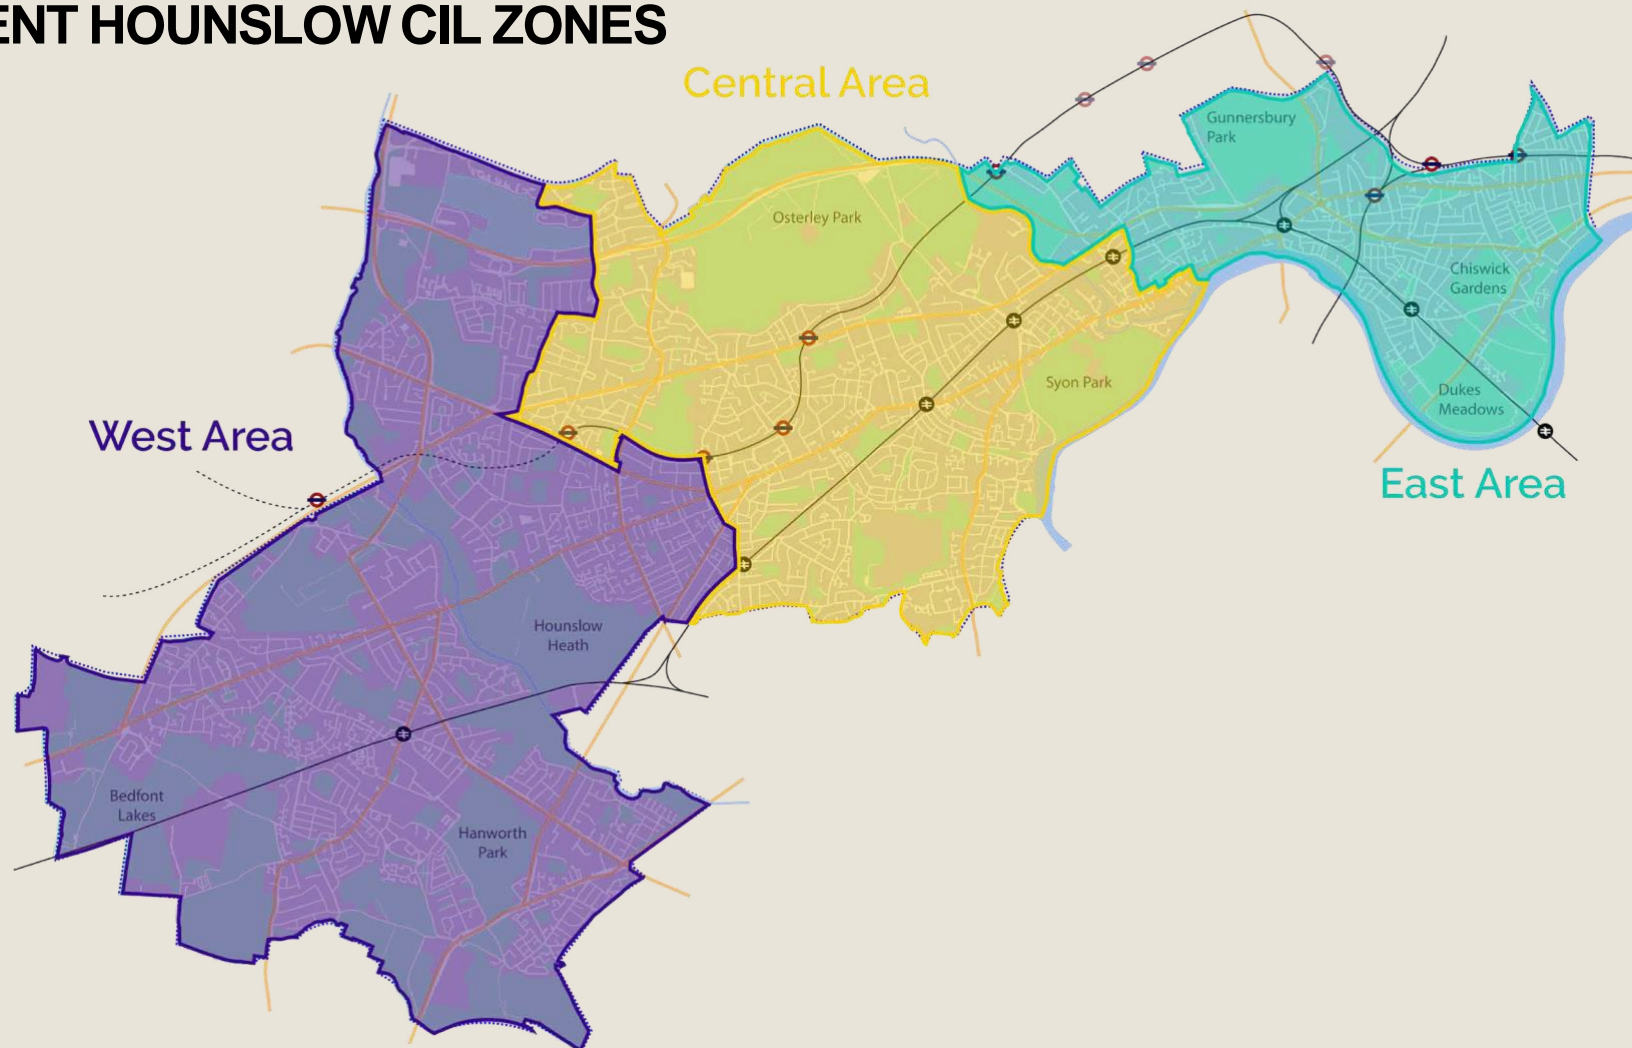 ENT HOUNSLOW CIL ZONES
Central Area
Gunnersbury
Park
Osterley Park
Chiswick
Gardens
Syon Park
Dukes
Meadows
West Area
East Area
Hounslow
Heath
Bedfont
Lakes
Hanworth
Park